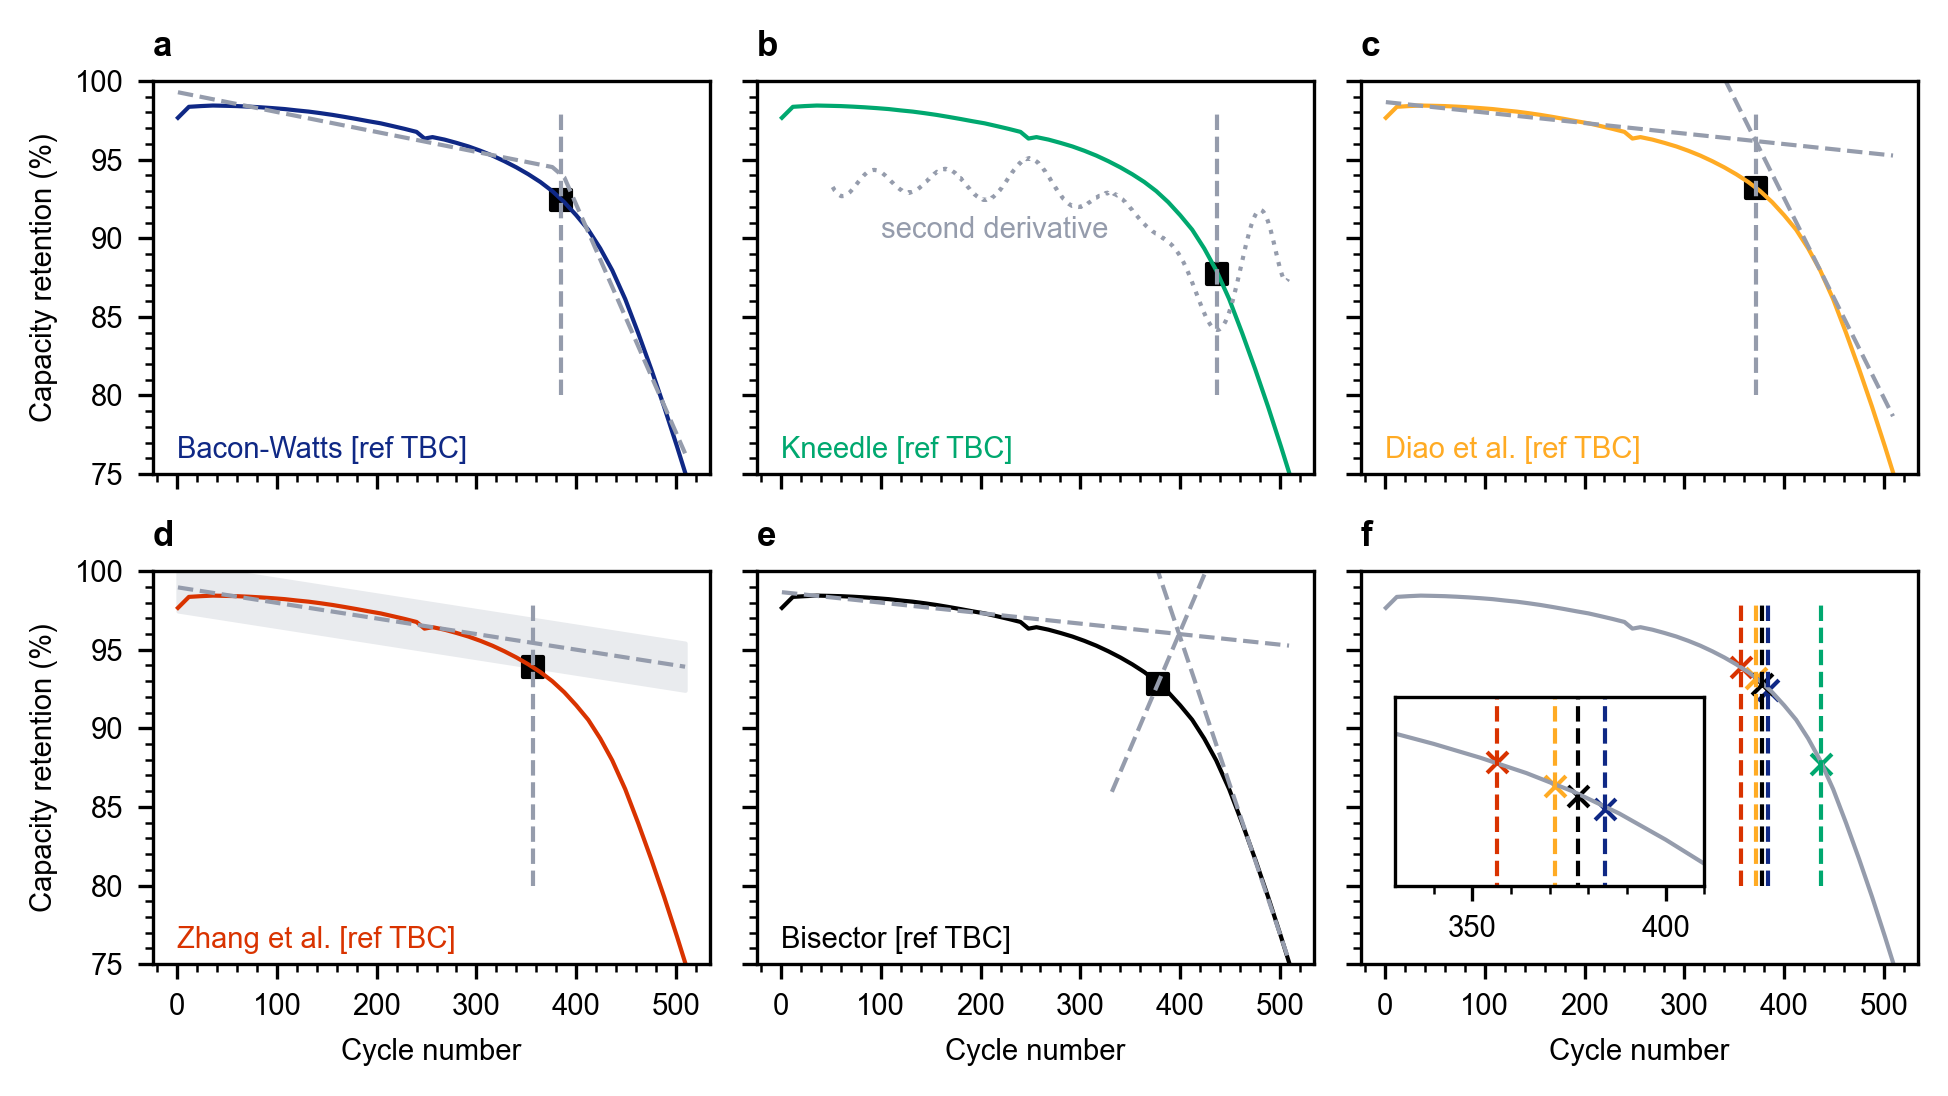 a
b
c
100
95
90
85
80
75
Capacity retention (%)
Bacon-Watts [ref TBC]
second derivative
Kneedle [ref TBC]
Diao et al. [ref TBC]
d
e
f
100
95
90
85
80
75
Capacity retention (%)
Zhang et al. [ref TBC]
Bisector [ref TBC]
350 400
0 100 200 300 400 500
0 100 200 300 400 500
0 100 200 300 400 500
Cycle number
Cycle number
Cycle number